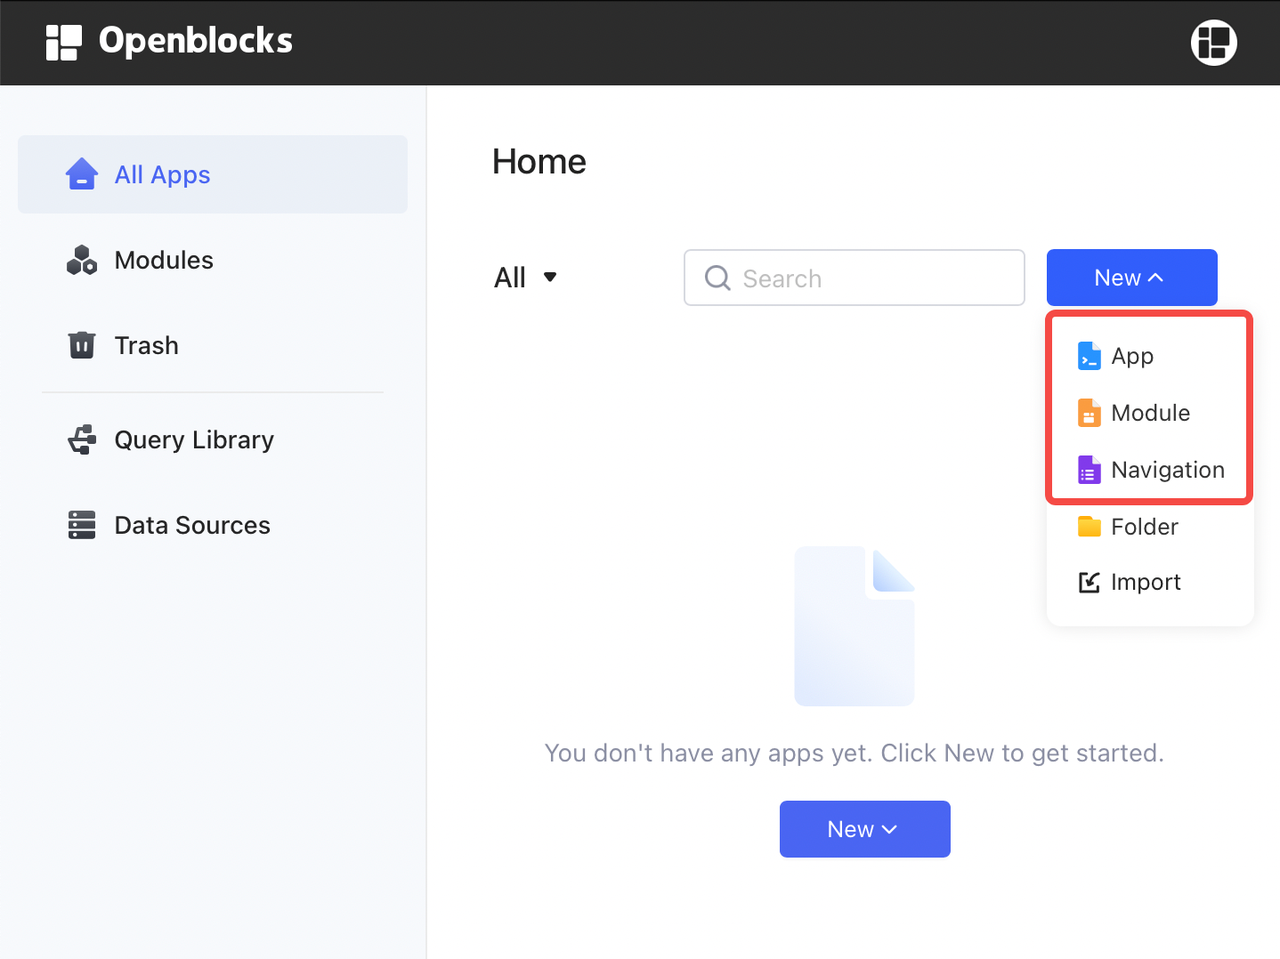 Openblocks
All Apps
Modules
Trash
Query Library
Data Sources
Home
All
Search
New
App
Module
Navigation
Folder
Import
You don't have any apps yet. Click New to get started.
New